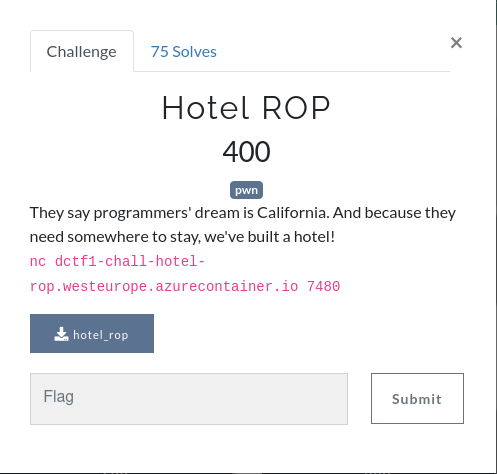 Challenge 75 Solves ×
Hotel ROP
400
pwn
They say programmers' dream is California. And because they
need somewhere to stay, we've built a hotel!
nc dctf1-chall-hotel-
rop.westeurope.azurecontainer.io 7480
hotel_rop
Flag Submit